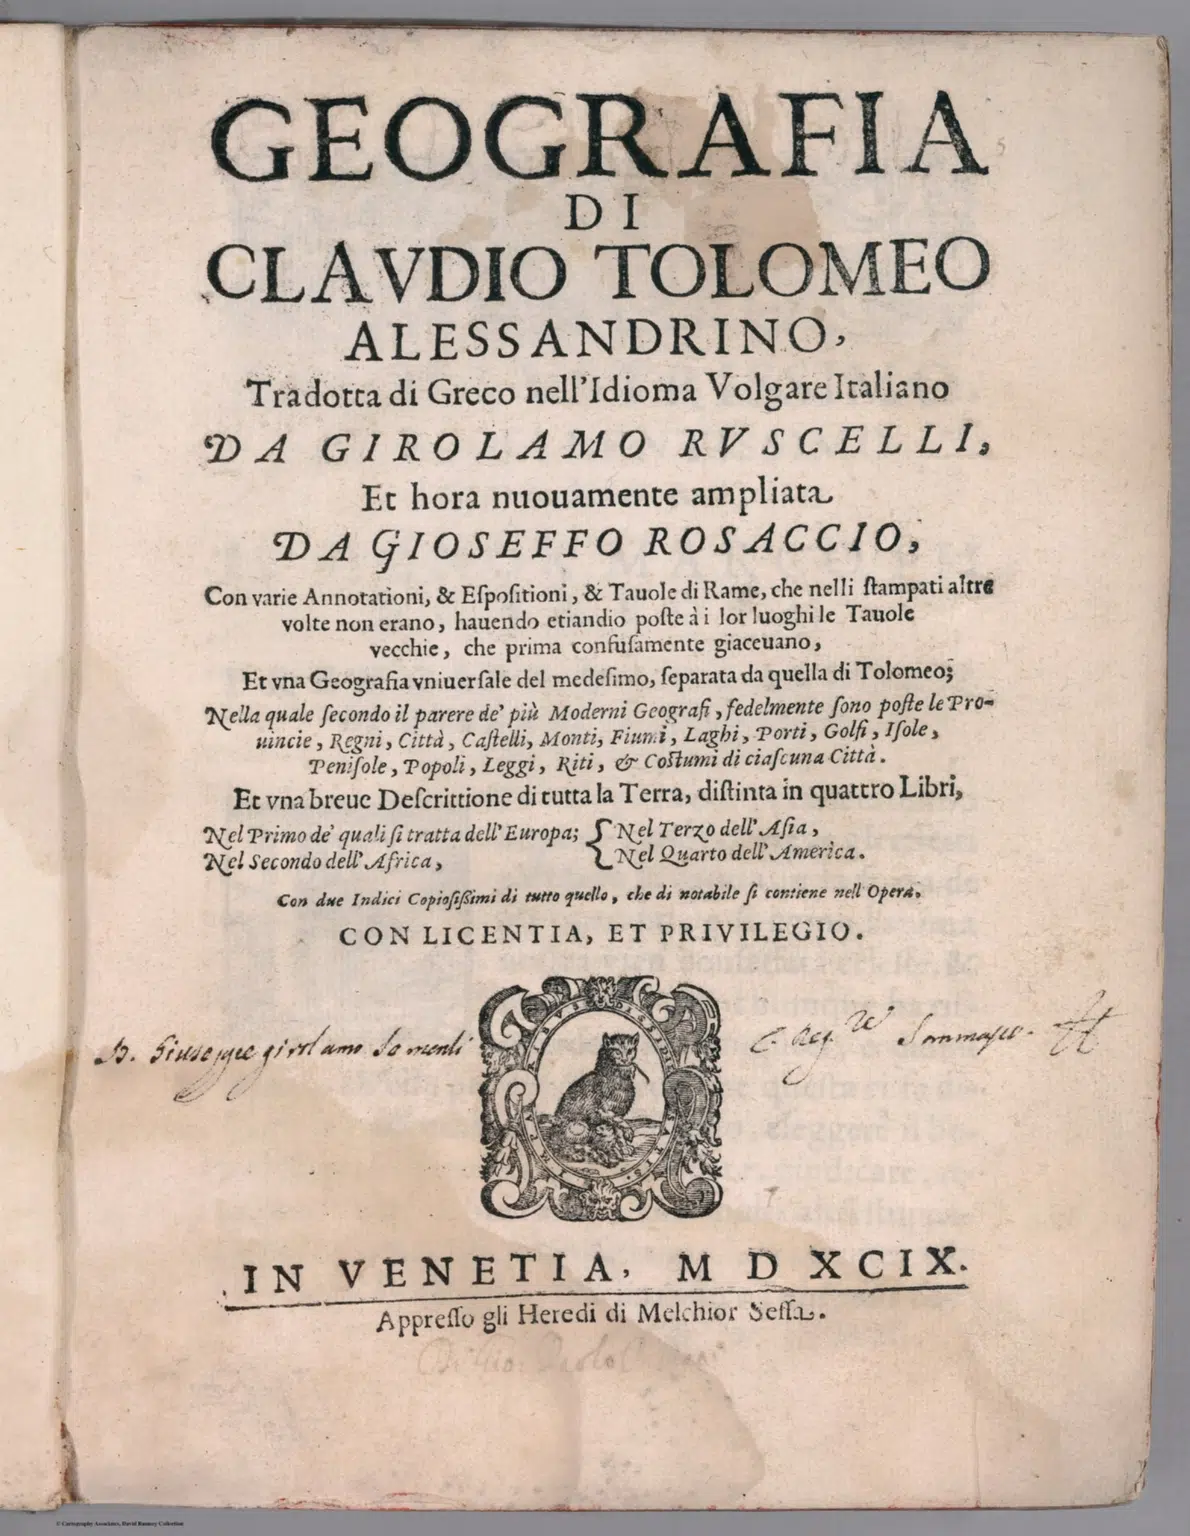 GEOGRAFIA
DI
CLAVDIO TOLOMEO
ALESSANDRINO,
Tradotta di Greco nell'Idioma Volgare Italiano
DA GIROLAMO RVSCELLI,
Et hora nuouamente ampliata
DA GIOSEFFO ROSACCIO,
Con varie Annotationi, & Eſpoſitioni, & Tauole di Rame, che nelli ſtampati altre
volte non erano, hauendo etiandio poſte à i lor luoghi le Tauole
vecchie, che prima confuſamente giaceuano,
Et vna Geografia vniuerſale del medeſimo, ſeparata da quella di Tolomeo;
Nella quale ſecondo il parere de' più Moderni Geografi, fedelmente ſono poſte le Pro-
uincie, Regni, Città, Caſtelli, Monti, Fiumi, Laghi, Porti, Golfi, Iſole,
Peniſole, Popoli, Leggi, Riti, & Coſtumi di ciaſcuna Città.
Et vna breue Deſcrittione di tutta la Terra, diſtinta in quattro Libri,
Nel Primo de' quali ſi tratta dell'Europa; Nel Terzo dell'Aſia,
Nel Secondo dell'Africa, Nel Quarto dell'America.
Con due Indici Copioſiſſimi di tutto quello, che di notabile ſi contiene nell'Opera.
CON LICENTIA, ET PRIVILEGIO.
Giuseppe girolamo
IN VENETIA, M D XCIX.
Appreſſo gli Heredi di Melchior Seſſa.
© Cartography Associates, David Rumsey Collection